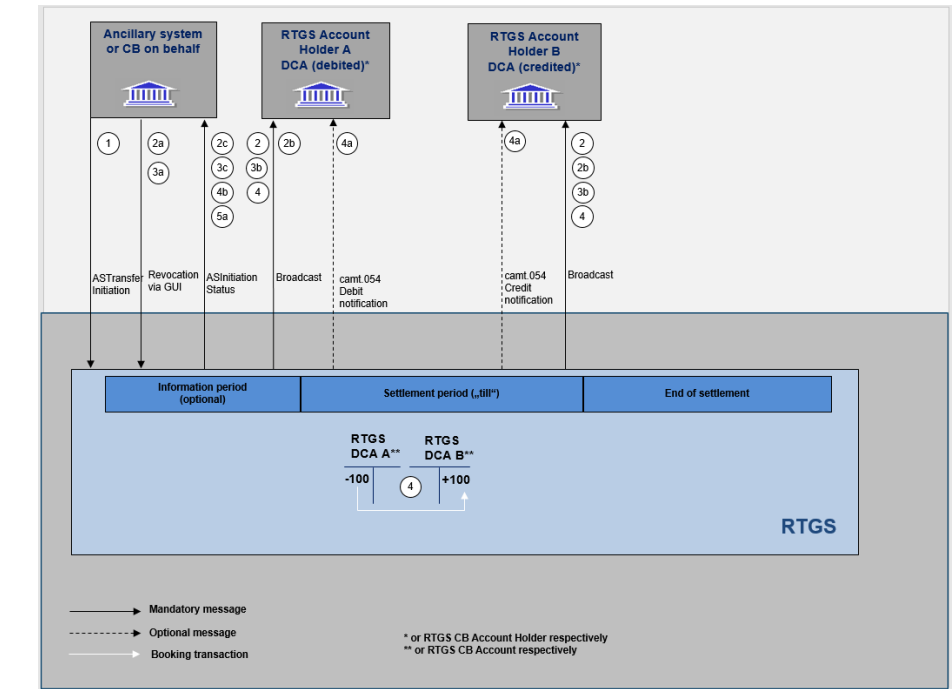 Ancillary system
or CB on behalf
RTGS Account
Holder A
DCA (debited)*
RTGS Account
Holder B
DCA (credited)*
1
2a
3a
2c
3c
4b
5a
2
3b
4
2b
4a
4a
2
2b
3b
4
ASTransfer
Initiation
Revocation
via GUI
ASInitiation
Status
Broadcast
camt.054
Debit
notification
camt.054
Credit
notification
Broadcast
Information period
(optional)
Settlement period („till“)
End of settlement
RTGS
DCA A**
RTGS
DCA B**
-100
4
+100
RTGS
Mandatory message
Optional message
Booking transaction
* or RTGS CB Account Holder respectively
** or RTGS CB Account respectively